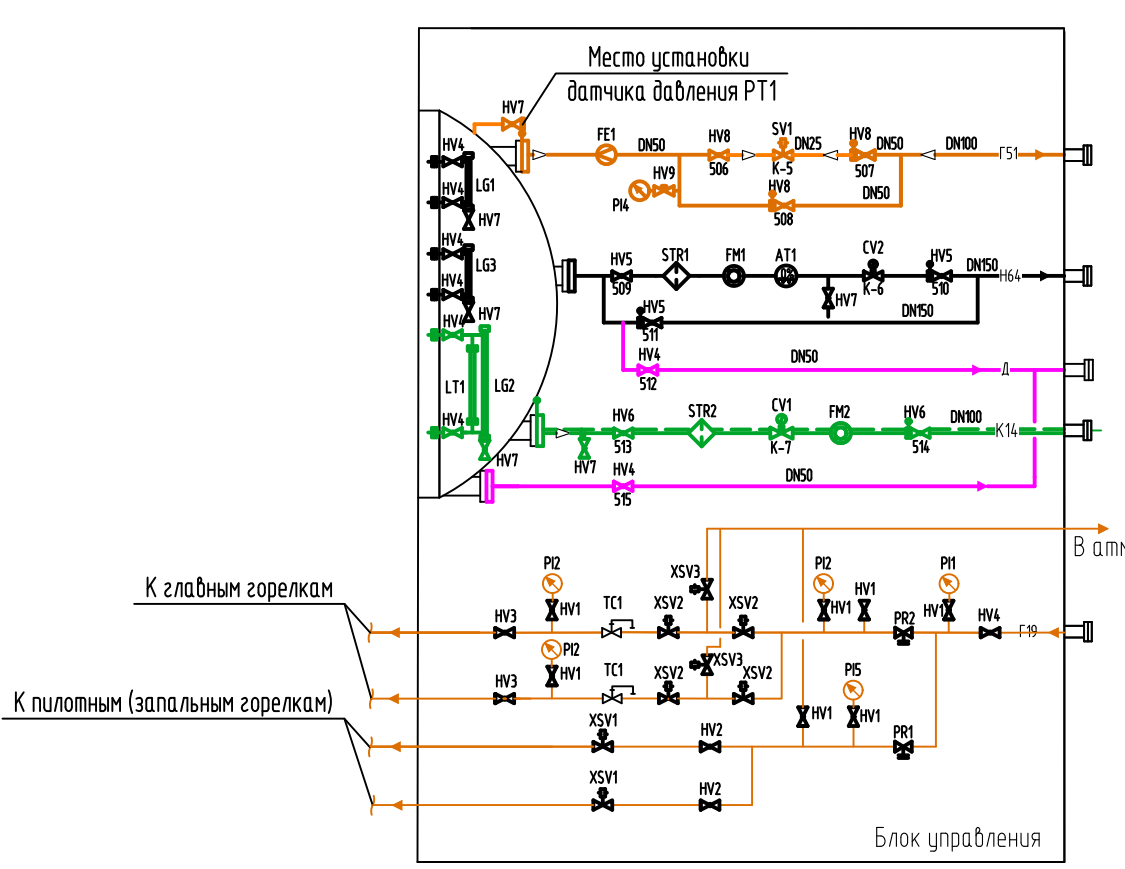 Место установки
датчика давления PT1
HV7
FE1
DN50
HV8
506
SV1
K-5
DN25
HV8
507
DN50
DN100
Г51
HV4
LG1
HV4
HV7
PI4
HV9
HV8
508
DN50
HV4
LG3
HV4
HV7
HV5
509
STR1
FM1
AT1
HV7
CV2
K-6
HV5
510
DN150
H64
HV5
511
DN150
HV4
512
DN50
Д
HV4
LT1
LG2
HV4
HV7
HV7
HV6
513
STR2
CV1
K-7
FM2
HV6
514
DN100
K14
HV4
515
DN50
В атм
К главным горелкам
PI2
HV1
HV3
TC1
XSV2
XSV3
XSV2
PI2
HV1
HV1
PR2
PI1
HV1
HV4
Г19
PI2
HV1
HV3
TC1
XSV2
XSV3
XSV2
К пилотным (запальным горелкам)
XSV1
HV2
HV1
PI5
HV1
PR1
XSV1
HV2
Блок управления